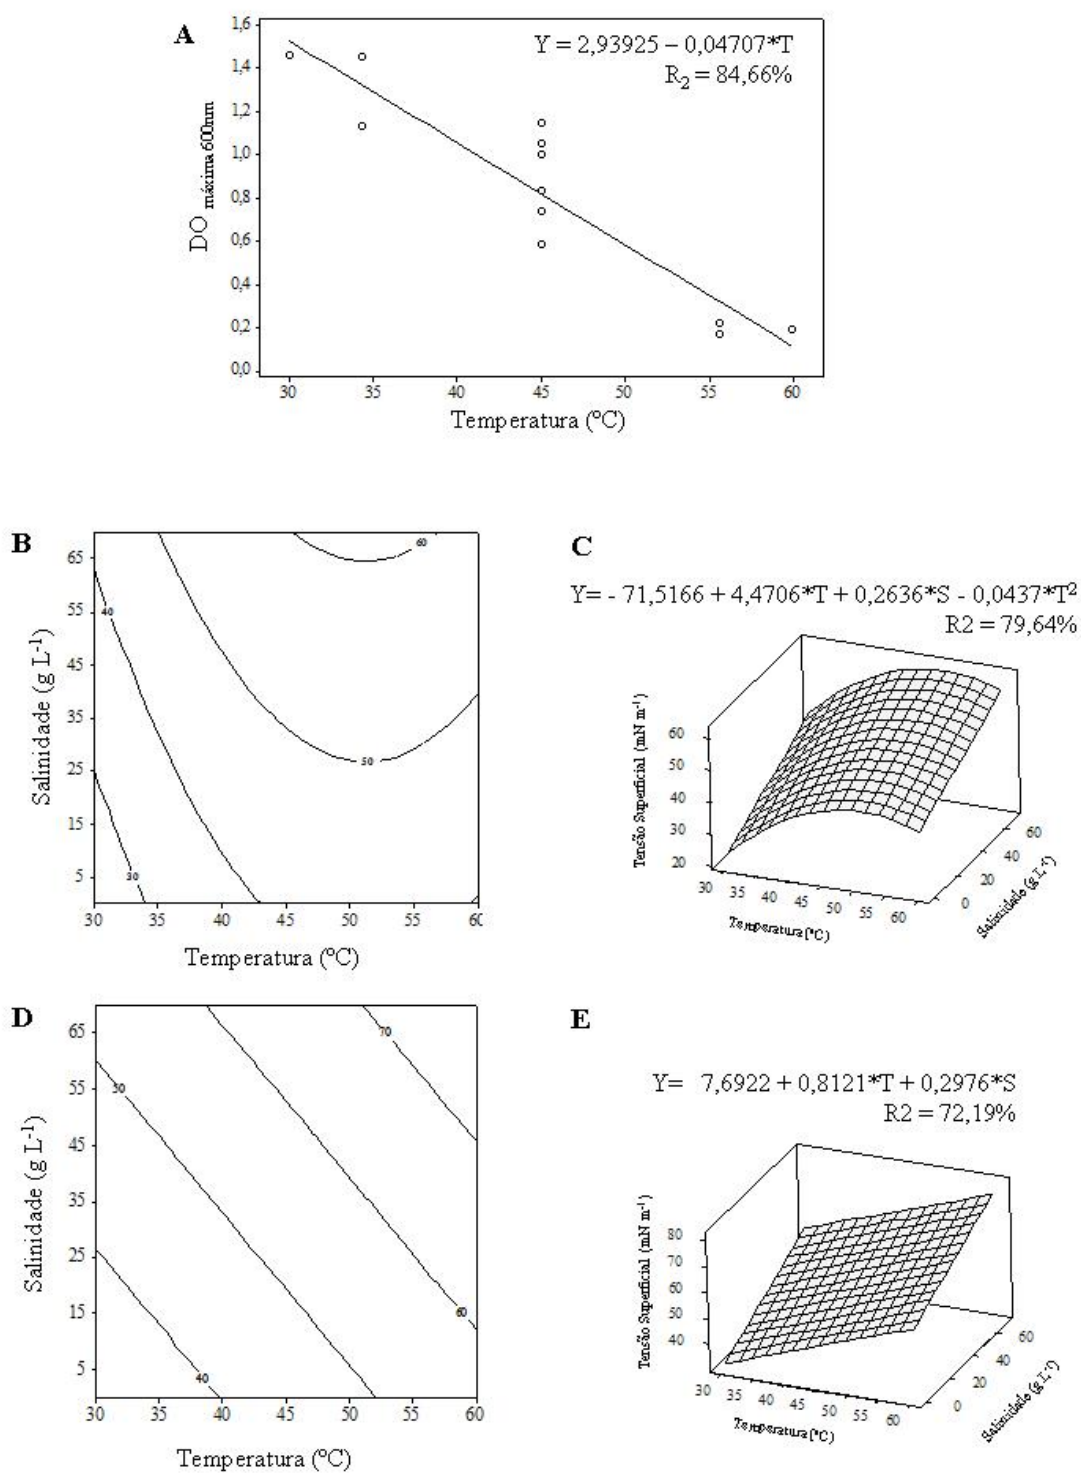 A
Y = 2,93925 – 0,04707*T
R2 = 84,66%
DO máxima 600nm
1,6
1,4
1,2
1,0
0,8
0,6
0,4
0,2
0,0
30 35 40 45 50 55 60
Temperatura (ºC)
B
Salinidade (g L-1)
65
55
45
35
25
15
5
60
40
50
30
30 35 40 45 50 55 60
Temperatura (ºC)
C
Y= - 71,5166 + 4,4706*T + 0,2636*S - 0,0437*T²
R2 = 79,64%
Tensão Superficial (mN m-1)
60
50
40
30
20
30 35 40 45 50 55 60
Temperatura (ºC)
0 20 40 60
Salinidade (g L-1)
D
Salinidade (g L-1)
65
55
45
35
25
15
5
70
50
60
40
30 35 40 45 50 55 60
Temperatura (ºC)
E
Y= 7,6922 + 0,8121*T + 0,2976*S
R2 = 72,19%
Tensão Superficial (mN m-1)
80
70
60
50
40
30 35 40 45 50 55 60
Temperatura (ºC)
0 20 40 60
Salinidade (g L-1)